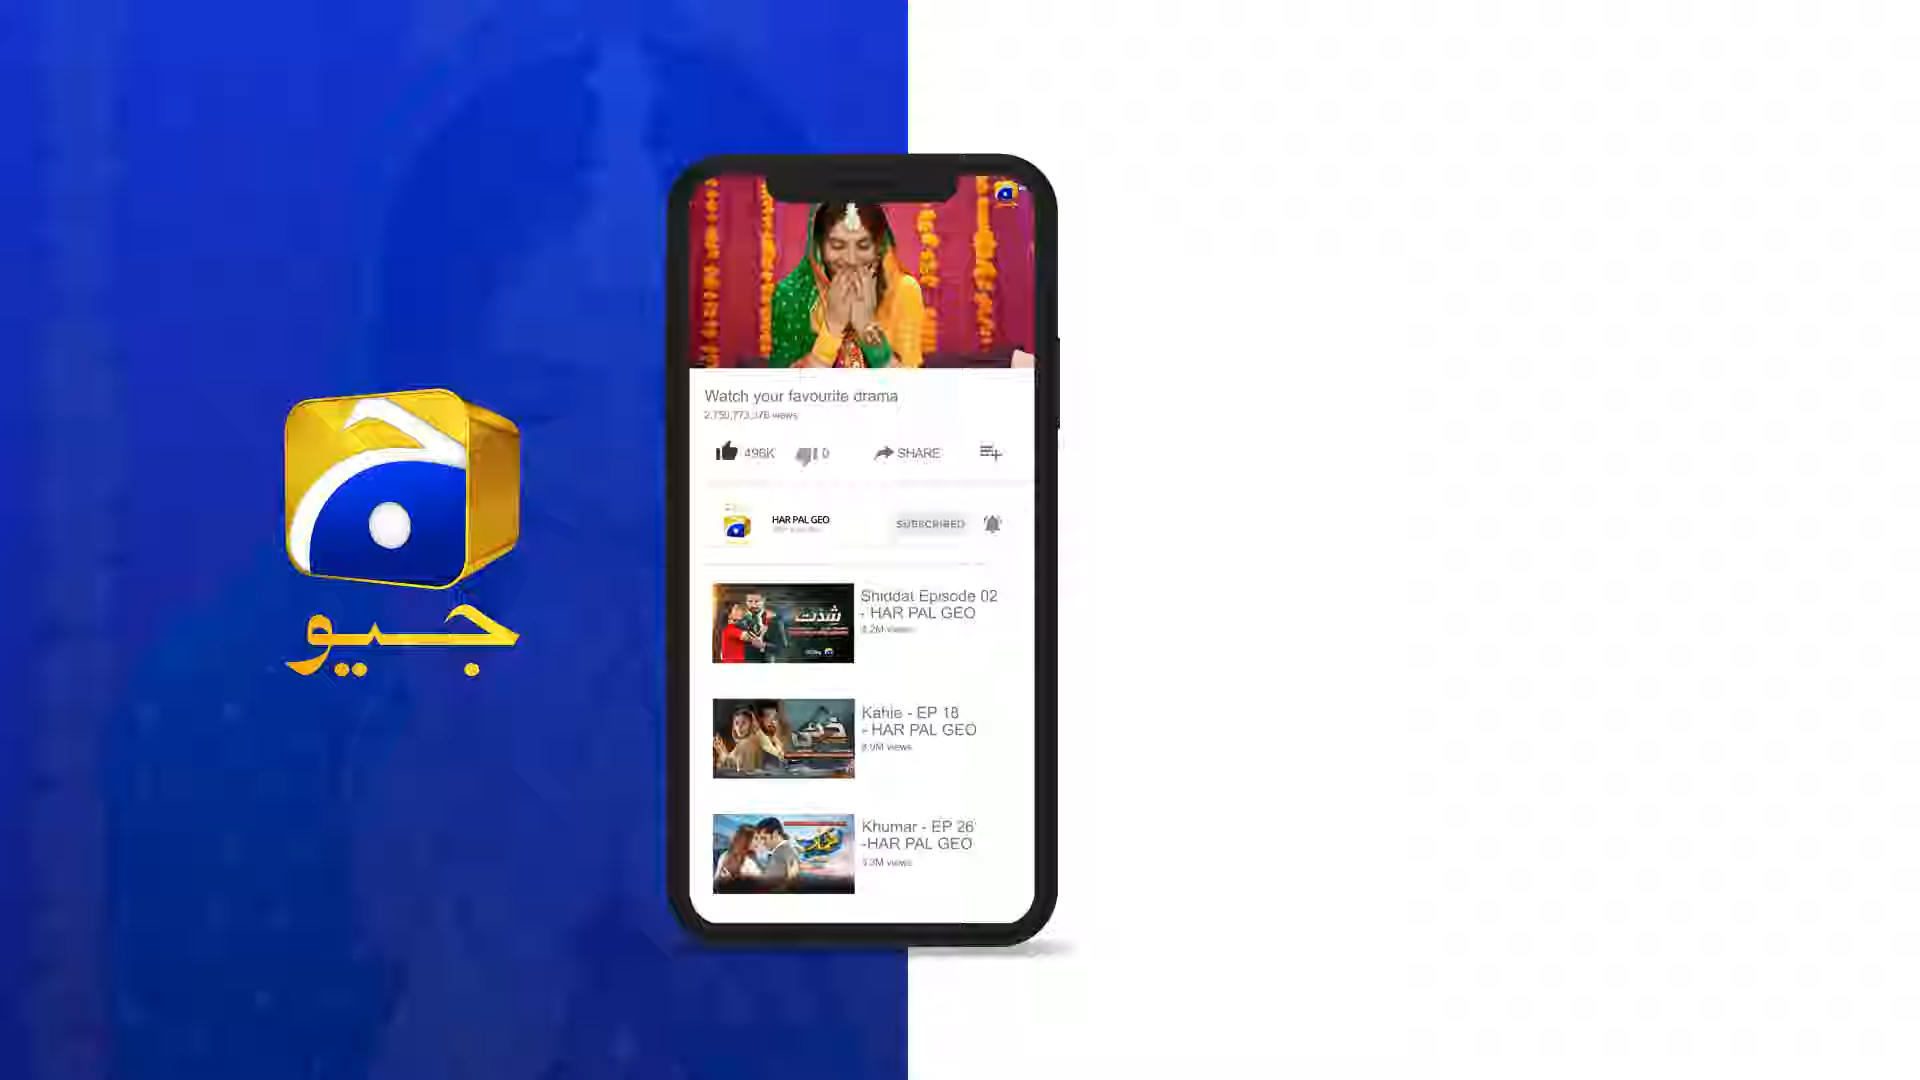 جیو
Watch your favourite drama
496K
0
SHARE
HAR PAL GEO
SUBSCRIBED
شدت
Shiddat Episode 02
- HAR PAL GEO
views
Kahie - EP 18
- HAR PAL GEO
views
خمار
Khumar - EP 26
-HAR PAL GEO
views